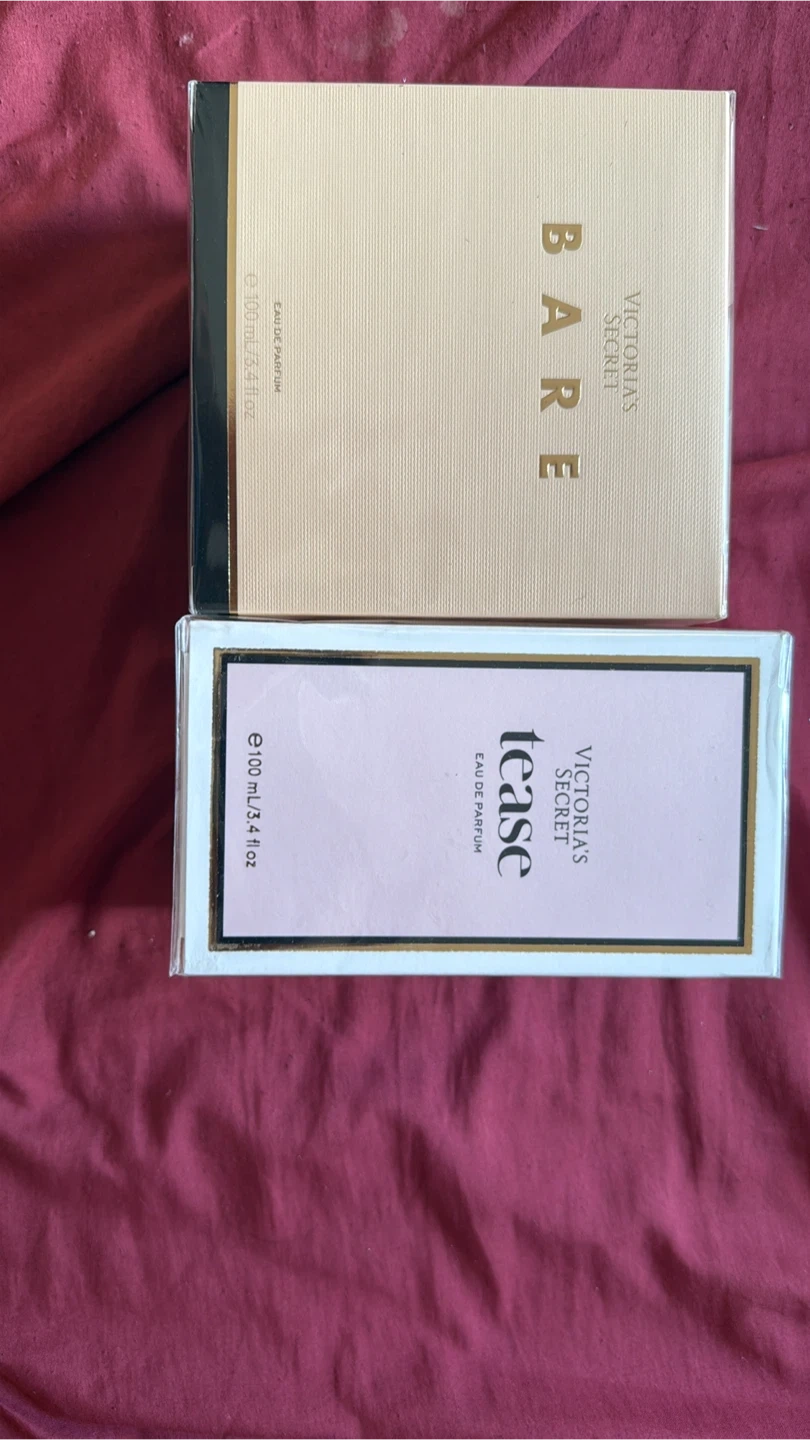 VICTORIA'S
SECRET
BARE
EAU DE PARFUM
e 100 mL/3.4 fl oz
VICTORIA'S
SECRET
tease
EAU DE PARFUM
e 100 mL/3.4 fl oz